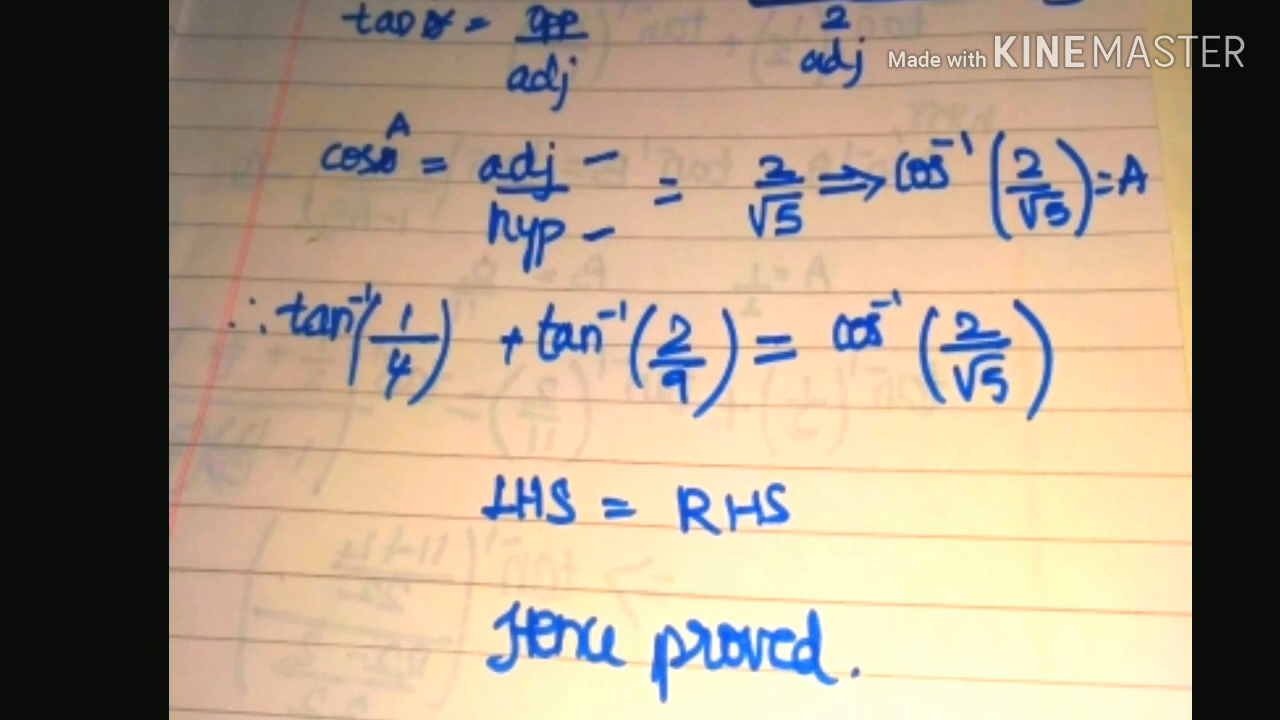 tan α = opp/adj 2/adj
Made with KINEMASTER
cosA = adj/hyp = 2/√5 ⇒ cos⁻¹ (2/√5) = A
∴ tan⁻¹(1/4) + tan⁻¹(2/9) = cos⁻¹ (2/√5)
LHS = RHS
Hence proved.